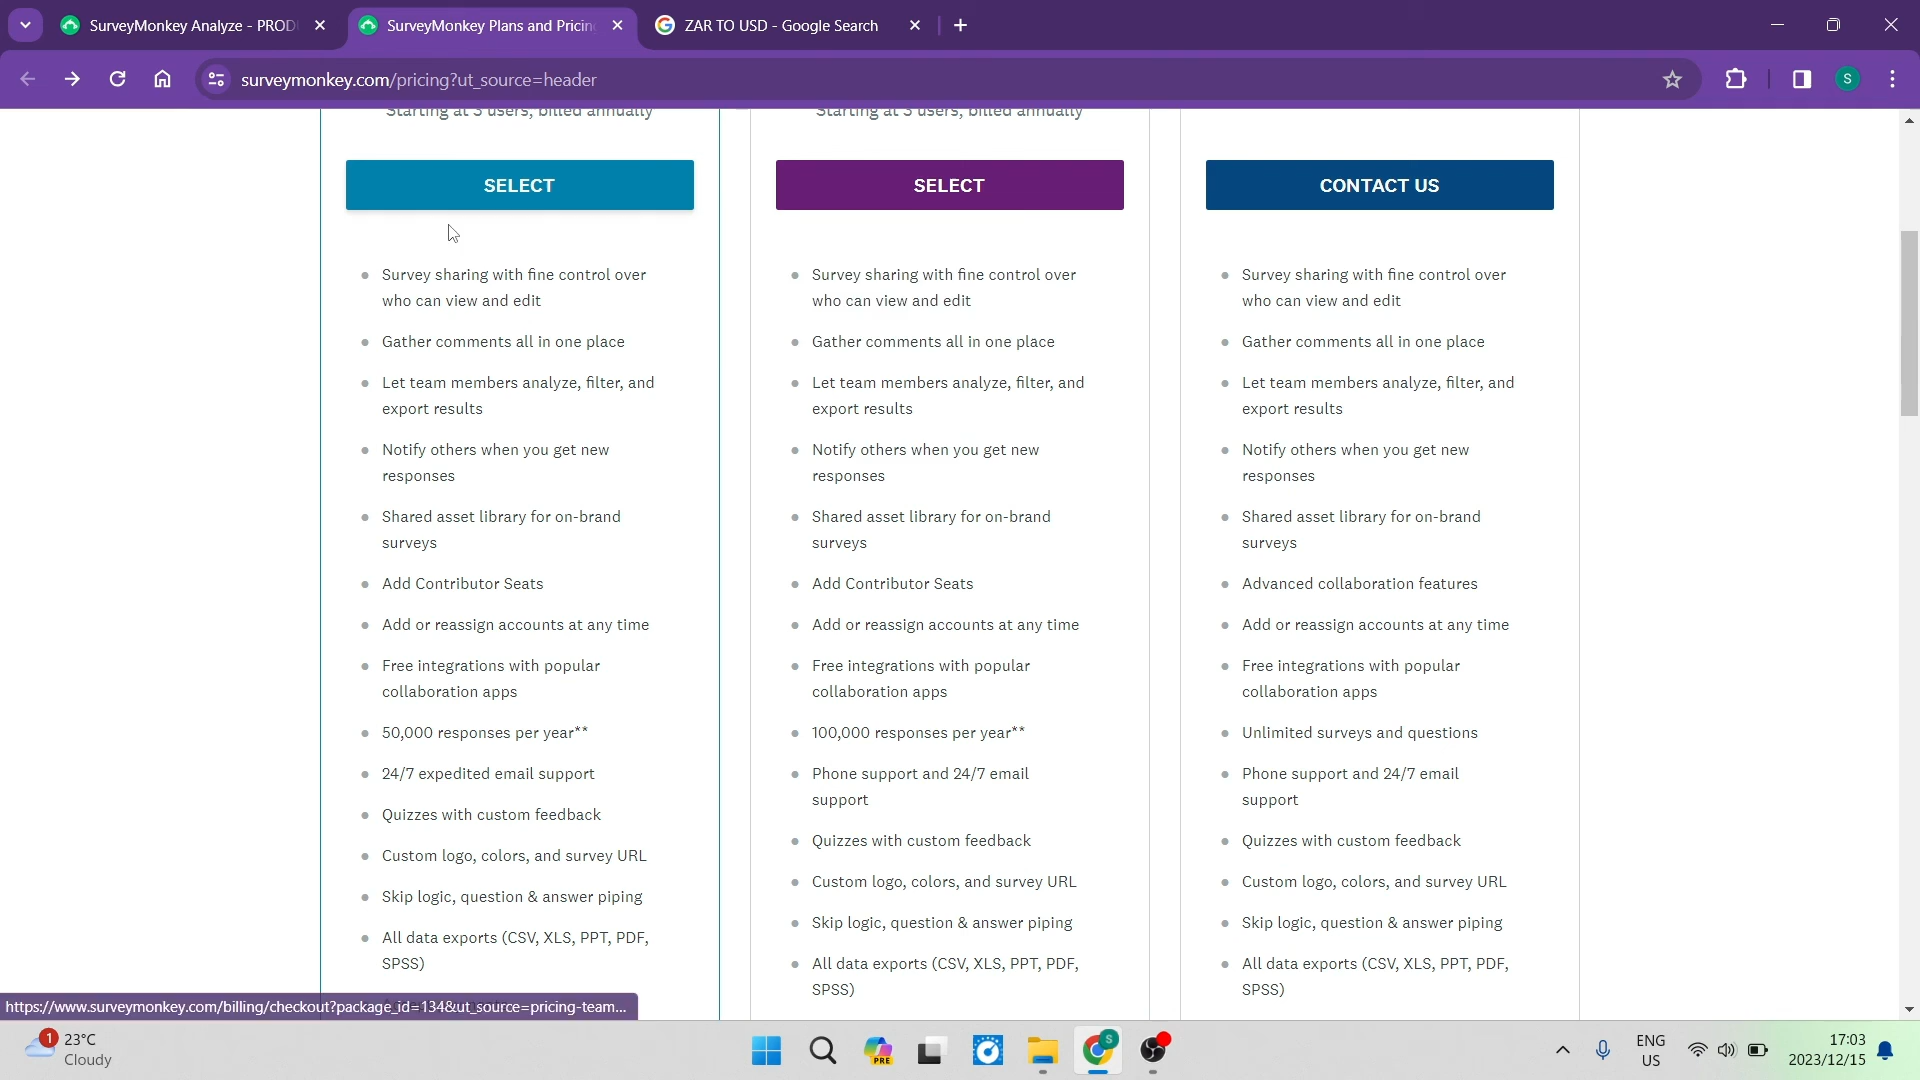 SurveyMonkey Analyze - PROD
SurveyMonkey Plans and Pricin
ZAR TO USD - Google Search
surveymonkey.com/pricing?ut_source=header
S
Starting at 3 users, billed annually
SELECT
Survey sharing with fine control over
who can view and edit
Gather comments all in one place
Let team members analyze, filter, and
export results
Notify others when you get new
responses
Shared asset library for on-brand
surveys
Add Contributor Seats
Add or reassign accounts at any time
Free integrations with popular
collaboration apps
50,000 responses per year**
24/7 expedited email support
Quizzes with custom feedback
Custom logo, colors, and survey URL
Skip logic, question & answer piping
All data exports (CSV, XLS, PPT, PDF,
SPSS)
Starting at 3 users, billed annually
SELECT
Survey sharing with fine control over
who can view and edit
Gather comments all in one place
Let team members analyze, filter, and
export results
Notify others when you get new
responses
Shared asset library for on-brand
surveys
Add Contributor Seats
Add or reassign accounts at any time
Free integrations with popular
collaboration apps
100,000 responses per year**
Phone support and 24/7 email
support
Quizzes with custom feedback
Custom logo, colors, and survey URL
Skip logic, question & answer piping
All data exports (CSV, XLS, PPT, PDF,
SPSS)
CONTACT US
Survey sharing with fine control over
who can view and edit
Gather comments all in one place
Let team members analyze, filter, and
export results
Notify others when you get new
responses
Shared asset library for on-brand
surveys
Advanced collaboration features
Add or reassign accounts at any time
Free integrations with popular
collaboration apps
Unlimited surveys and questions
Phone support and 24/7 email
support
Quizzes with custom feedback
Custom logo, colors, and survey URL
Skip logic, question & answer piping
All data exports (CSV, XLS, PPT, PDF,
SPSS)
https://www.surveymonkey.com/billing/checkout?package_id=134&ut_source=pricing-team...
1
23°C
Cloudy
PRE
S
ENG
US
17:03
2023/12/15